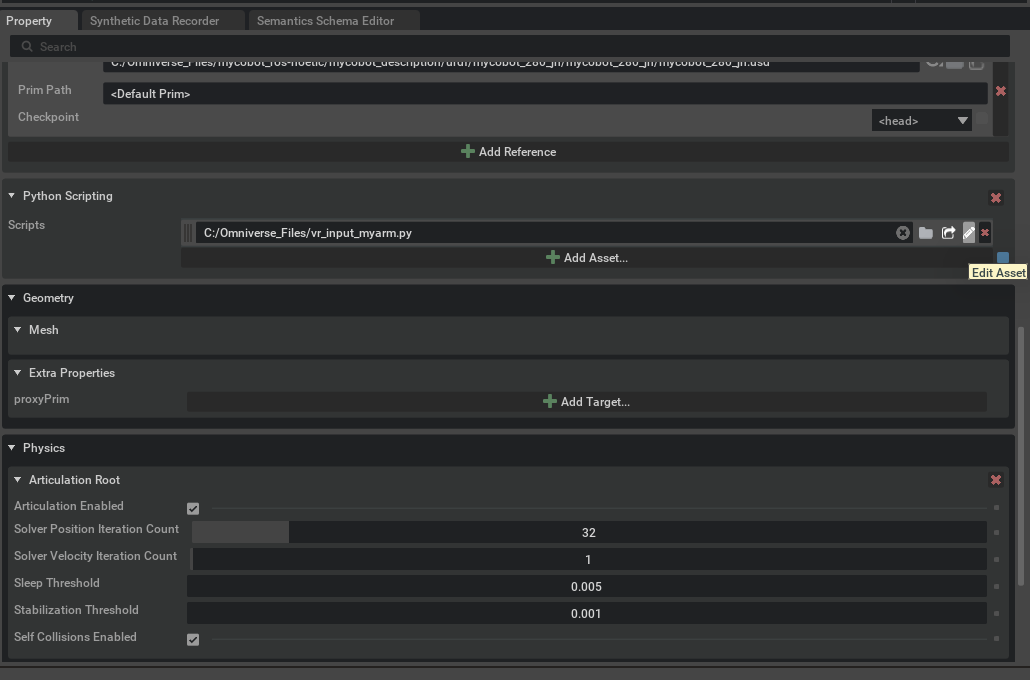 Property
Synthetic Data Recorder
Semantics Schema Editor
Search
C:/Omniverse_Files/mycobot_ros-noetic/mycobot_description/urdf/mycobot_280_jn/mycobot_280_jn/mycobot_280_jn.usd
Prim Path
<Default Prim>
Checkpoint
<head>
Add Reference
Python Scripting
Scripts
C:/Omniverse_Files/vr_input_myarm.py
Add Asset...
Edit Asset
Geometry
Mesh
Extra Properties
proxyPrim
Add Target...
Physics
Articulation Root
Articulation Enabled
Solver Position Iteration Count
32
Solver Velocity Iteration Count
1
Sleep Threshold
0.005
Stabilization Threshold
0.001
Self Collisions Enabled